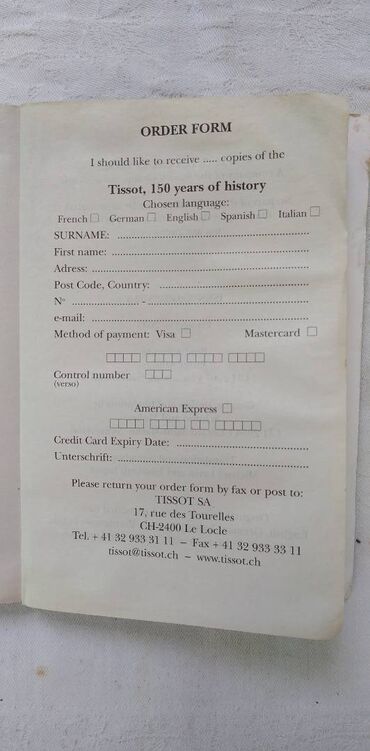 ORDER FORM
I should like to receive ..... copies of the
Tissot, 150 years of history
Chosen language:
French □ German □ English □ Spanish □ Italian □
SURNAME: ..........................................................
First name: ..........................................................
Adress: ..........................................................
Post Code, Country: ..........................................................
N° ........................ - ..................................................
e-mail: ..........................................................
Method of payment: Visa □ Mastercard □
□□□□ □□□□ □□□□ □□□□
Control number □□□
(verso)
American Express □
□□□□ □□□□ □□ □□□□□
Credit Card Expiry Date: ........................................
Unterschrift: ..........................................................
Please return your order form by fax or post to:
TISSOT SA
17, rue des Tourelles
CH-2400 Le Locle
Tel. + 41 32 933 31 11 – Fax + 41 32 933 33 11
tissot@tissot.ch – www.tissot.ch